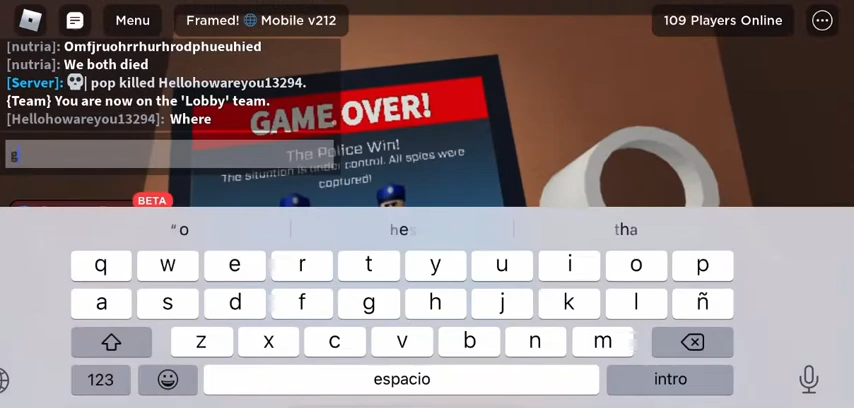 Menu
Framed! 🌐 Mobile v212
109 Players Online
[nutria]: Omfjruohrrhurhrodphueuhied
[nutria]: We both died
[Server]: 💀| pop killed Hellohowareyou13294.
{Team} You are now on the 'Lobby' team.
[Hellohowareyou13294]: Where
g
GAME OVER!
The Police Win!
The situation is under control. All spies were
captured!
BETA
“o hes tha
q w e r t y u i o p
a s d f g h j k l ñ
z x c v b n m
123 espacio intro